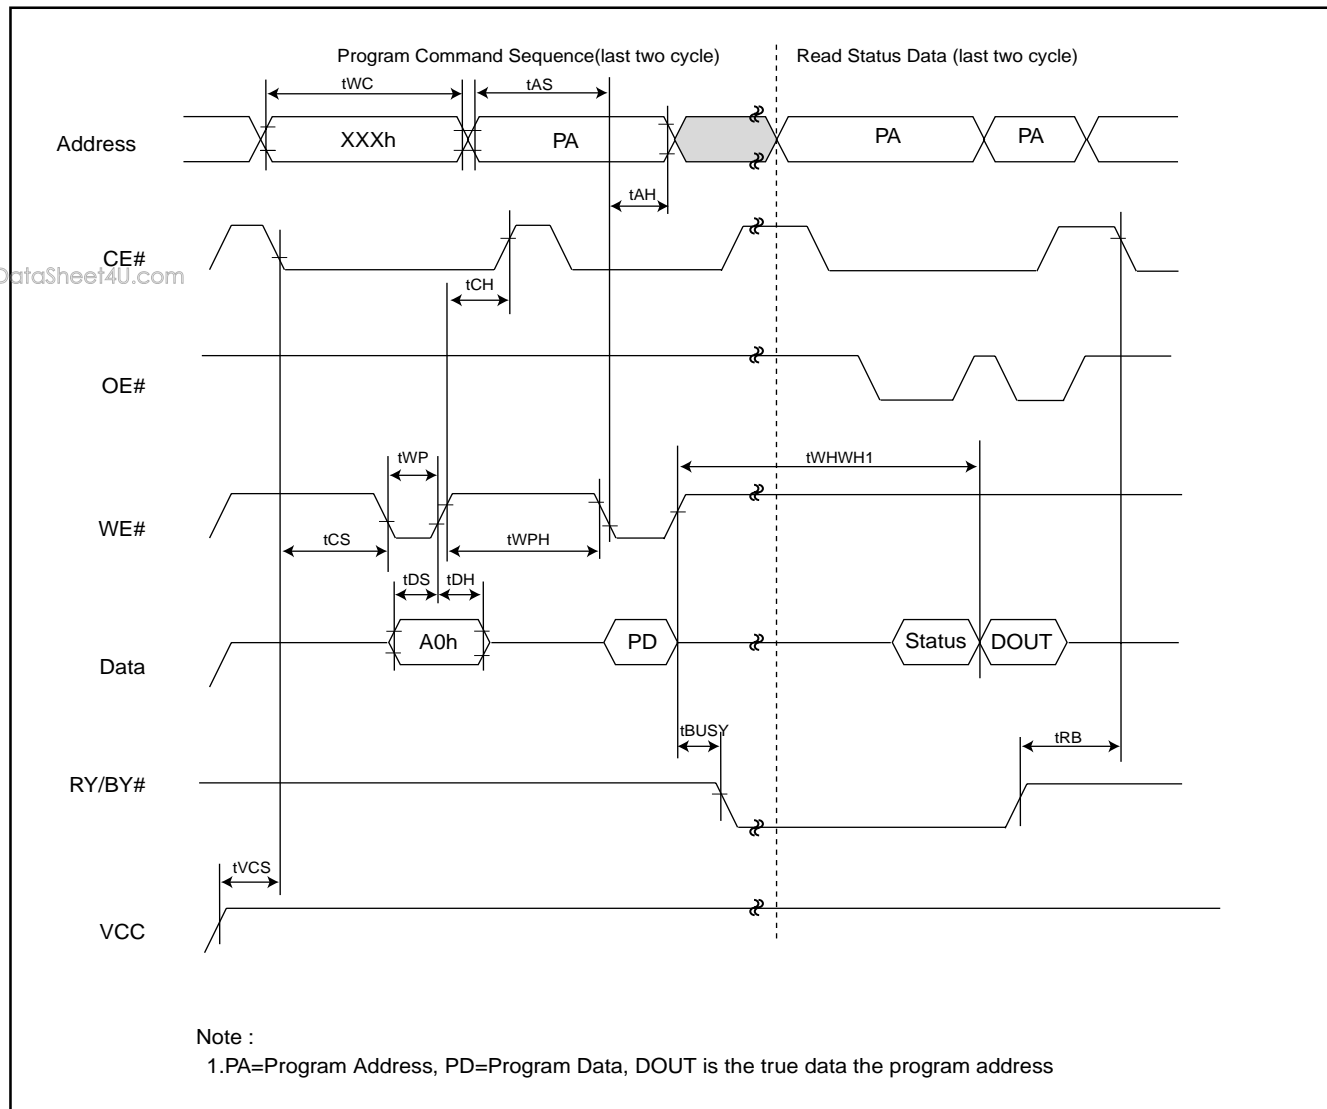 Program Command Sequence(last two cycle)
Read Status Data (last two cycle)
tWC
tAS
Address
XXXh
PA
PA
PA
tAH
CE#
DataSheet4U.com
tCH
OE#
tWP
tWHWH1
WE#
tCS
tWPH
tDS
tDH
A0h
PD
Status
DOUT
Data
tBUSY
tRB
RY/BY#
tVCS
VCC
Note :
1.PA=Program Address, PD=Program Data, DOUT is the true data the program address